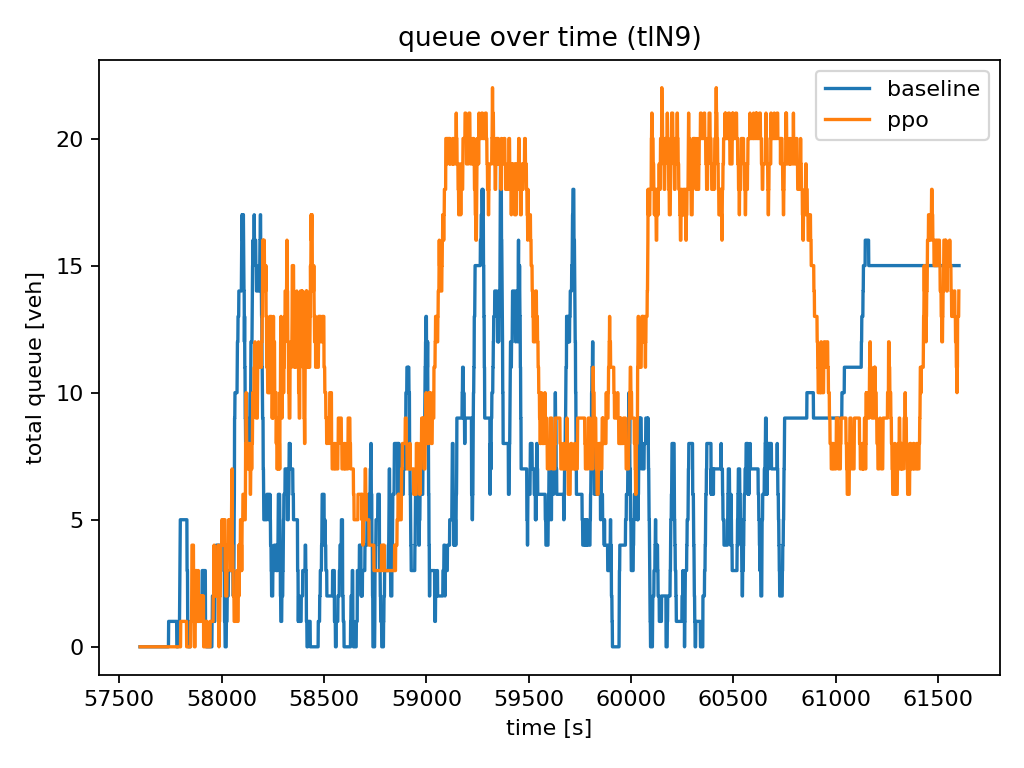 queue over time (tlN9)
baseline
ppo
total queue [veh]
20
15
10
5
0
57500 58000 58500 59000 59500 60000 60500 61000 61500
time [s]